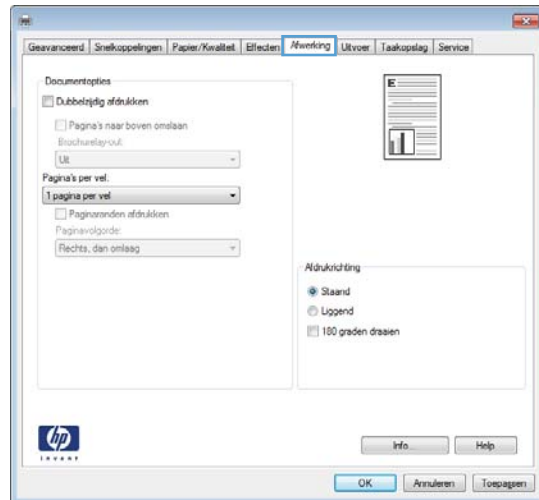 Geavanceerd Snelkoppelingen Papier/Kwaliteit Effecten Afwerking Uitvoer Taakopslag Service
Documentopties
Dubbelzijdig afdrukken
Pagina's naar boven omslaan
Brochurelay-out:
Uit
Pagina's per vel:
1 pagina per vel
Paginaranden afdrukken
Paginavolgorde:
Rechts, dan omlaag
E
Afdrukrichting
Staand
Liggend
180 graden draaien
hp
invent
Info...
Help
OK
Annuleren
Toepassen